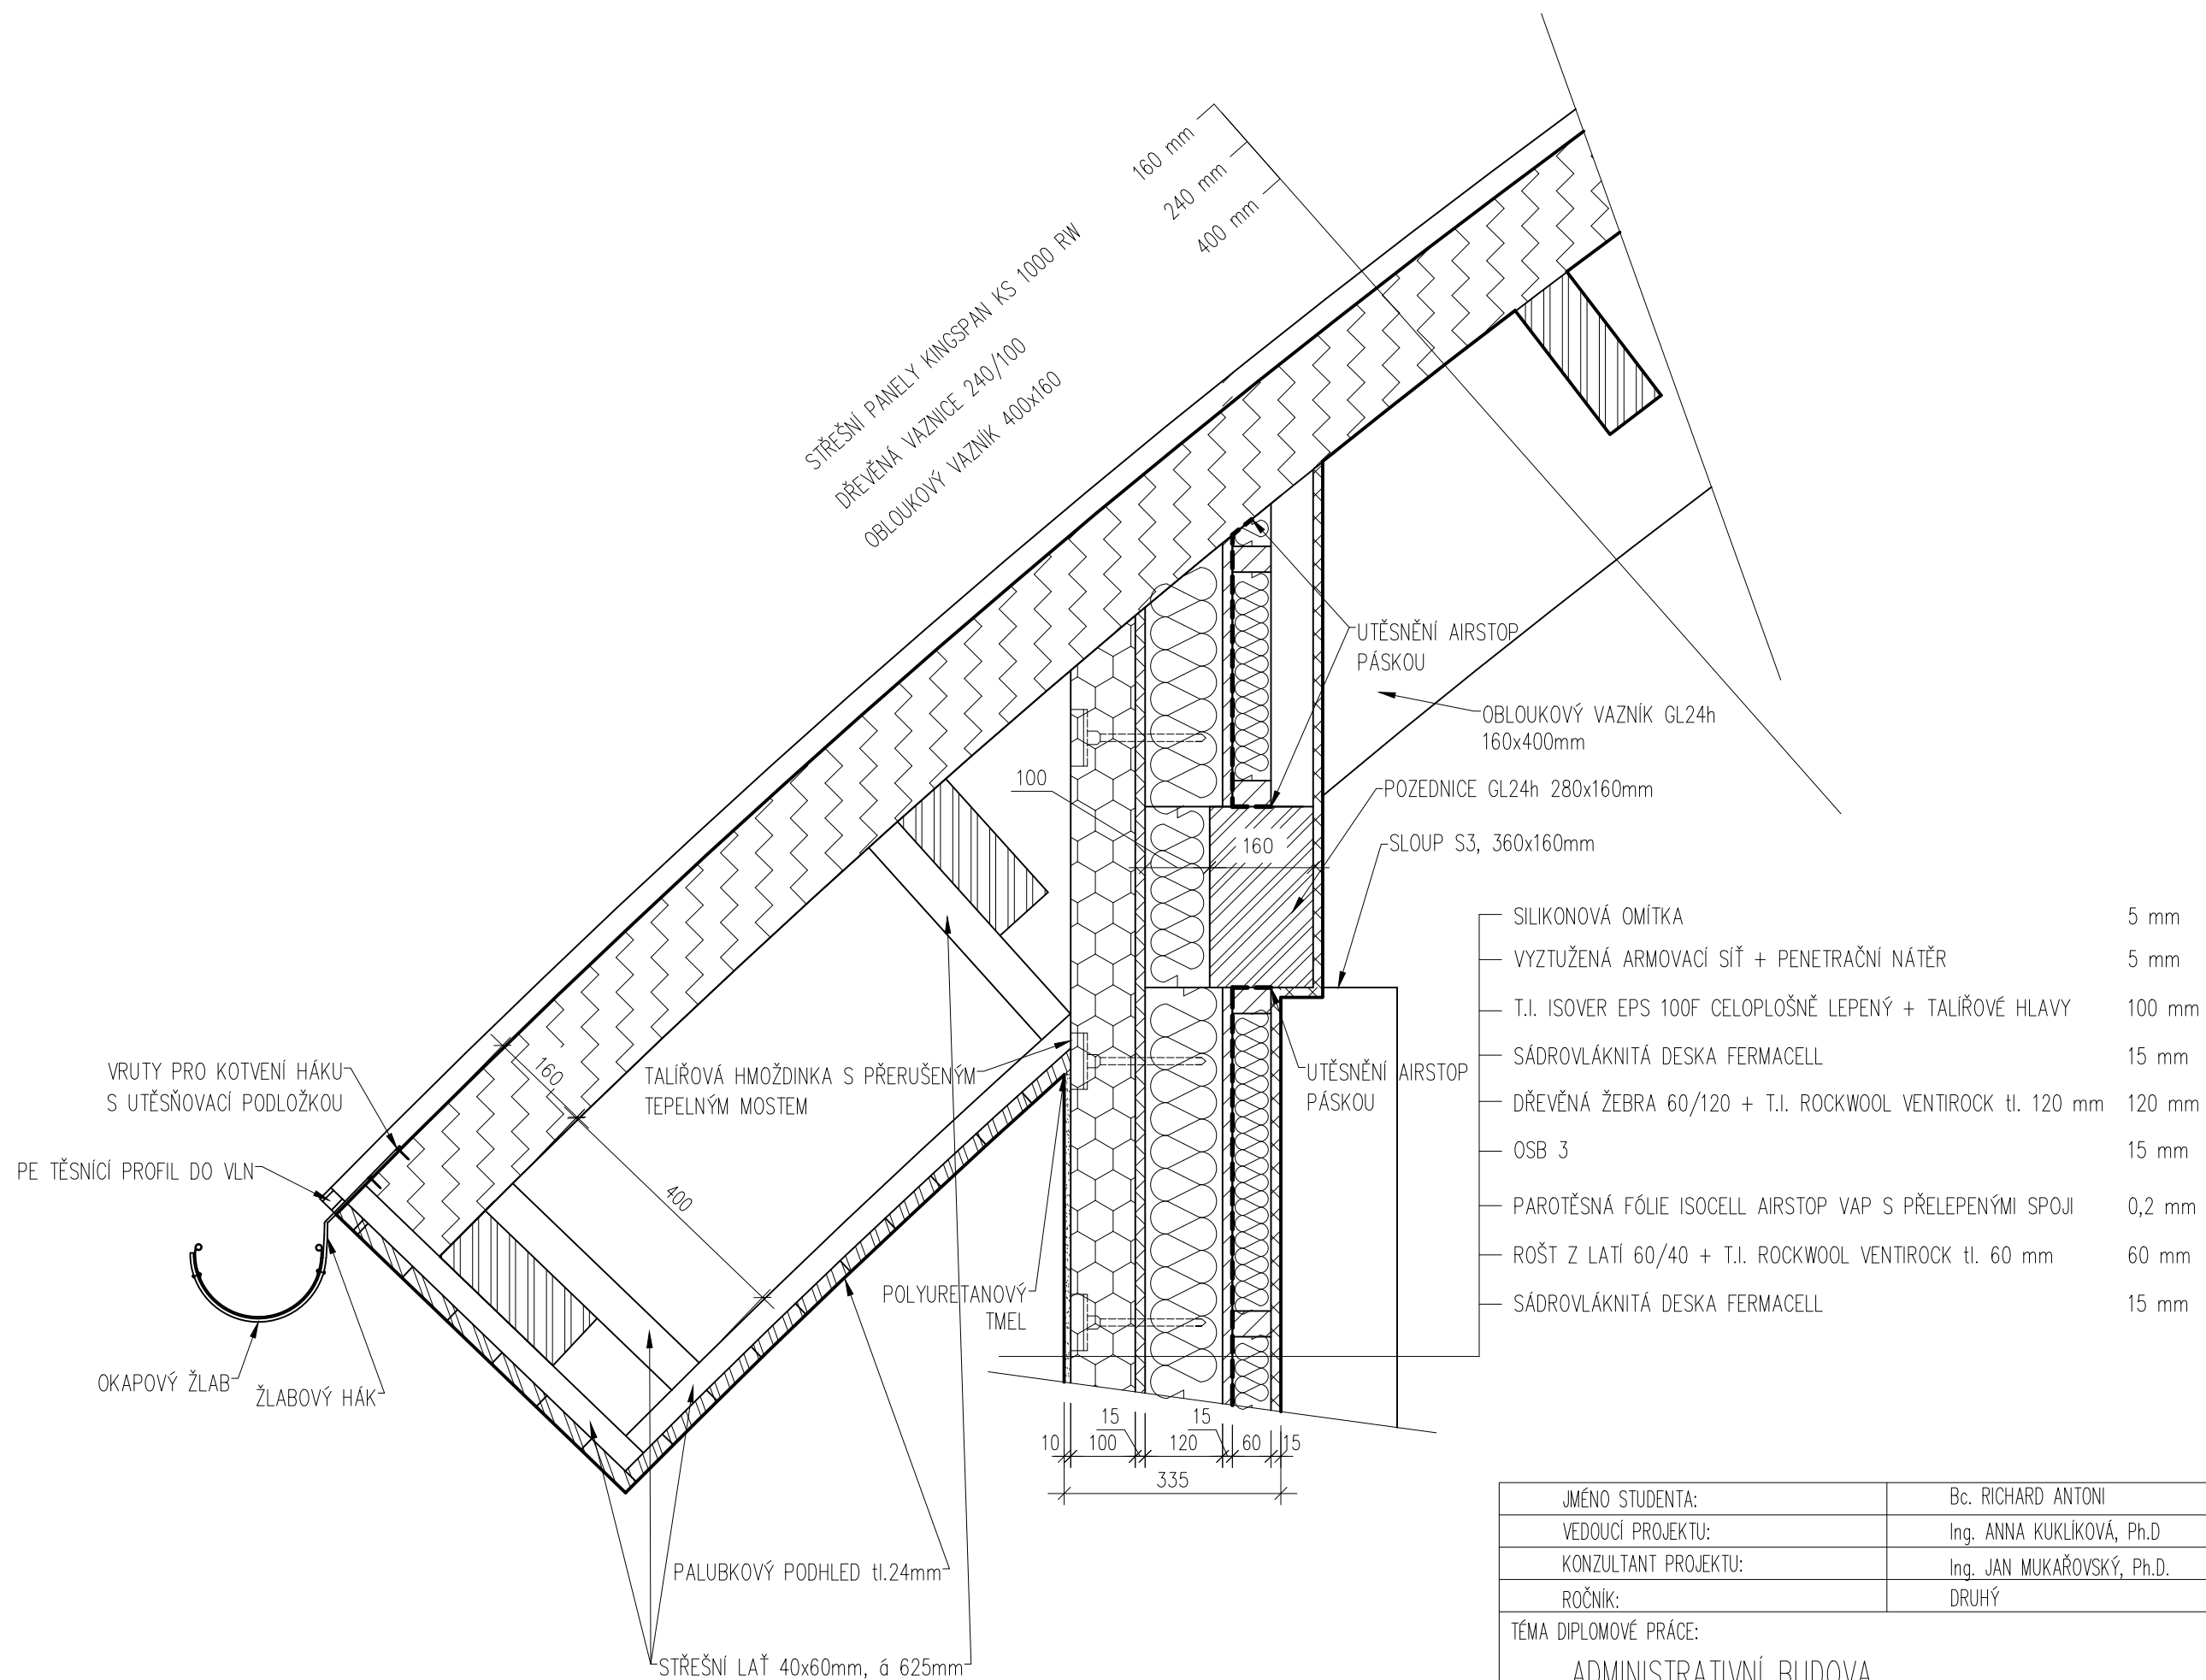 160 mm
240 mm
400 mm
STŘEŠNÍ PANELY KINGSPAN KS 1000 RW
DŘEVĚNÁ VAZNICE 240/100
OBLOUKOVÝ VAZNÍK 400x160
UTĚSNĚNÍ AIRSTOP
PÁSKOU
OBLOUKOVÝ VAZNÍK GL24h
160x400mm
100
POZEDNICE GL24h 280x160mm
160
SLOUP S3, 360x160mm
SILIKONOVÁ OMÍTKA 5 mm
VYZTUŽENÁ ARMOVACÍ SÍŤ + PENETRAČNÍ NÁTĚR 5 mm
T.I. ISOVER EPS 100F CELOPLOŠNĚ LEPENÝ + TALÍŘOVÉ HLAVY 100 mm
SÁDROVLÁKNITÁ DESKA FERMACELL 15 mm
DŘEVĚNÁ ŽEBRA 60/120 + T.I. ROCKWOOL VENTIROCK tl. 120 mm 120 mm
OSB 3 15 mm
PAROTĚSNÁ FÓLIE ISOCELL AIRSTOP VAP S PŘELEPENÝMI SPOJI 0,2 mm
ROŠT Z LATÍ 60/40 + T.I. ROCKWOOL VENTIROCK tl. 60 mm 60 mm
SÁDROVLÁKNITÁ DESKA FERMACELL 15 mm
VRUTY PRO KOTVENÍ HÁKU
S UTĚSŇOVACÍ PODLOŽKOU
160
TALÍŘOVÁ HMOŽDINKA S PŘERUŠENÝM
TEPELNÝM MOSTEM
UTĚSNĚNÍ AIRSTOP
PÁSKOU
PE TĚSNÍCÍ PROFIL DO VLN
400
POLYURETANOVÝ
TMEL
OKAPOVÝ ŽLAB
ŽLABOVÝ HÁK
15 15
10 100 120 60 15
335
PALUBKOVÝ PODHLED tl.24mm
STŘEŠNÍ LAŤ 40x60mm, á 625mm
JMÉNO STUDENTA: Bc. RICHARD ANTONI
VEDOUCÍ PROJEKTU: Ing. ANNA KUKLÍKOVÁ, Ph.D
KONZULTANT PROJEKTU: Ing. JAN MUKAŘOVSKÝ, Ph.D.
ROČNÍK: DRUHÝ
TÉMA DIPLOMOVÉ PRÁCE:
ADMINISTRATIVNÍ BUDOVA